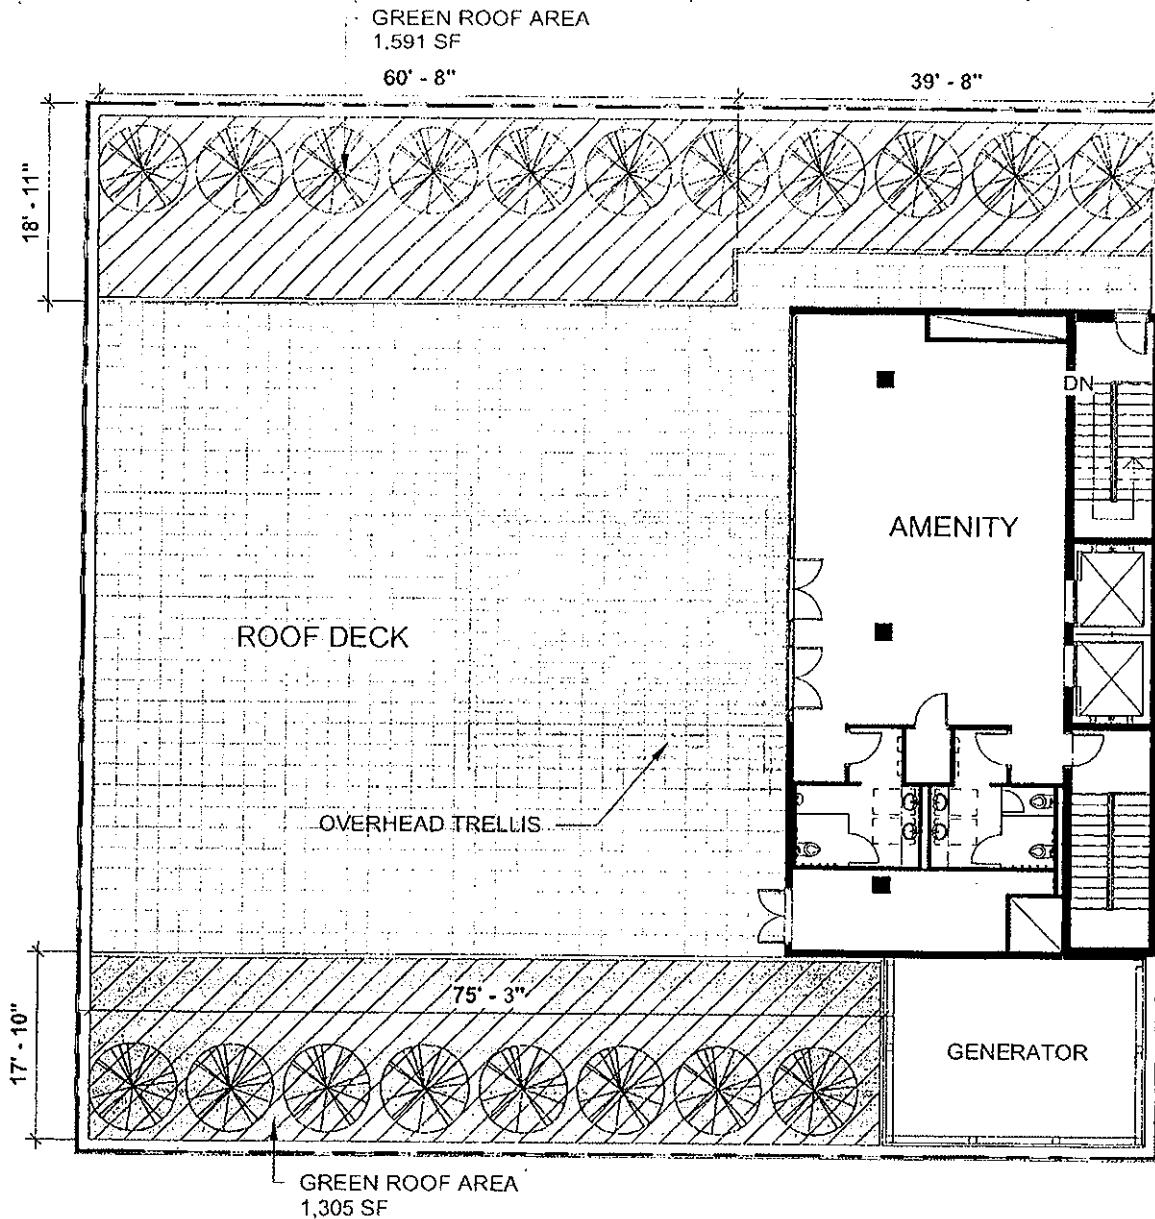 GREEN ROOF AREA
1,591 SF
60' - 8"
39' - 8"
18' - 11"
DN
AMENITY
ROOF DECK
OVERHEAD TRELLIS
75' - 3"
17' - 10"
GENERATOR
GREEN ROOF AREA
1,305 SF